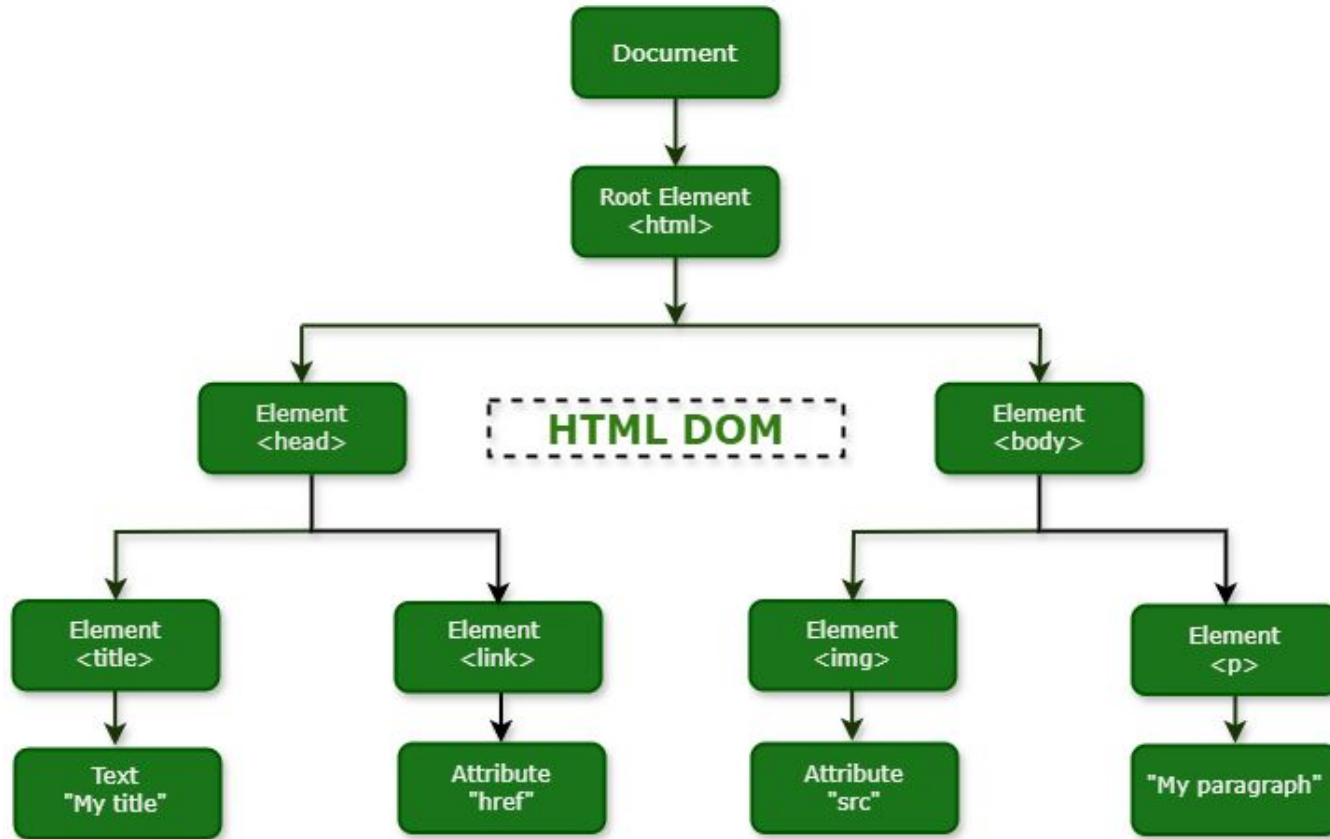 Document
Root Element
<html>
Element
<head>
HTML DOM
Element
<body>
Element
<title>
Element
<link>
Element
<img>
Element
<p>
Text
"My title"
Attribute
"href"
Attribute
"src"
"My paragraph"